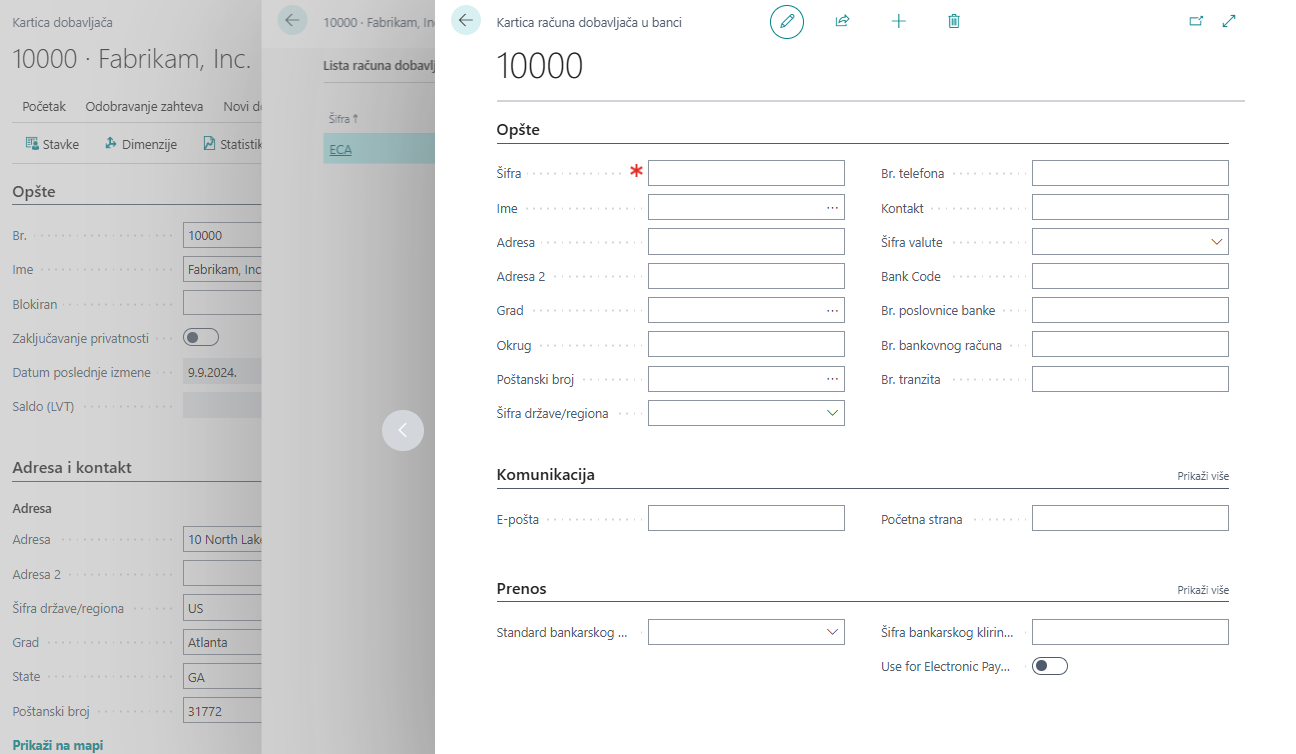 Kartica dobavljača
10000 · Fabrikam, Inc.
Početak Odobravanje zahteva Novi do
Stavke Dimenzije Statistik
Opšte
Br. 10000
Ime Fabrikam, Inc
Blokiran
Zaključavanje privatnosti
Datum poslednje izmene 9.9.2024.
Saldo (LVT)
Adresa i kontakt
Adresa
Adresa 10 North Lake
Adresa 2
Šifra države/regiona US
Grad Atlanta
State GA
Poštanski broj 31772
Prikaži na mapi
10000 · Fabrikam, In
Lista računa dobavlj
Šifra ↑
ECA
Kartica računa dobavljača u banci
10000
Opšte
Šifra *
Ime ...
Adresa
Adresa 2
Grad ...
Okrug
Poštanski broj ...
Šifra države/regiona
Br. telefona
Kontakt
Šifra valute
Bank Code
Br. poslovnice banke
Br. bankovnog računa
Br. tranzita
Komunikacija Prikaži više
E-pošta Početna strana
Prenos Prikaži više
Standard bankarskog ... Šifra bankarskog klirin...
Use for Electronic Pay...